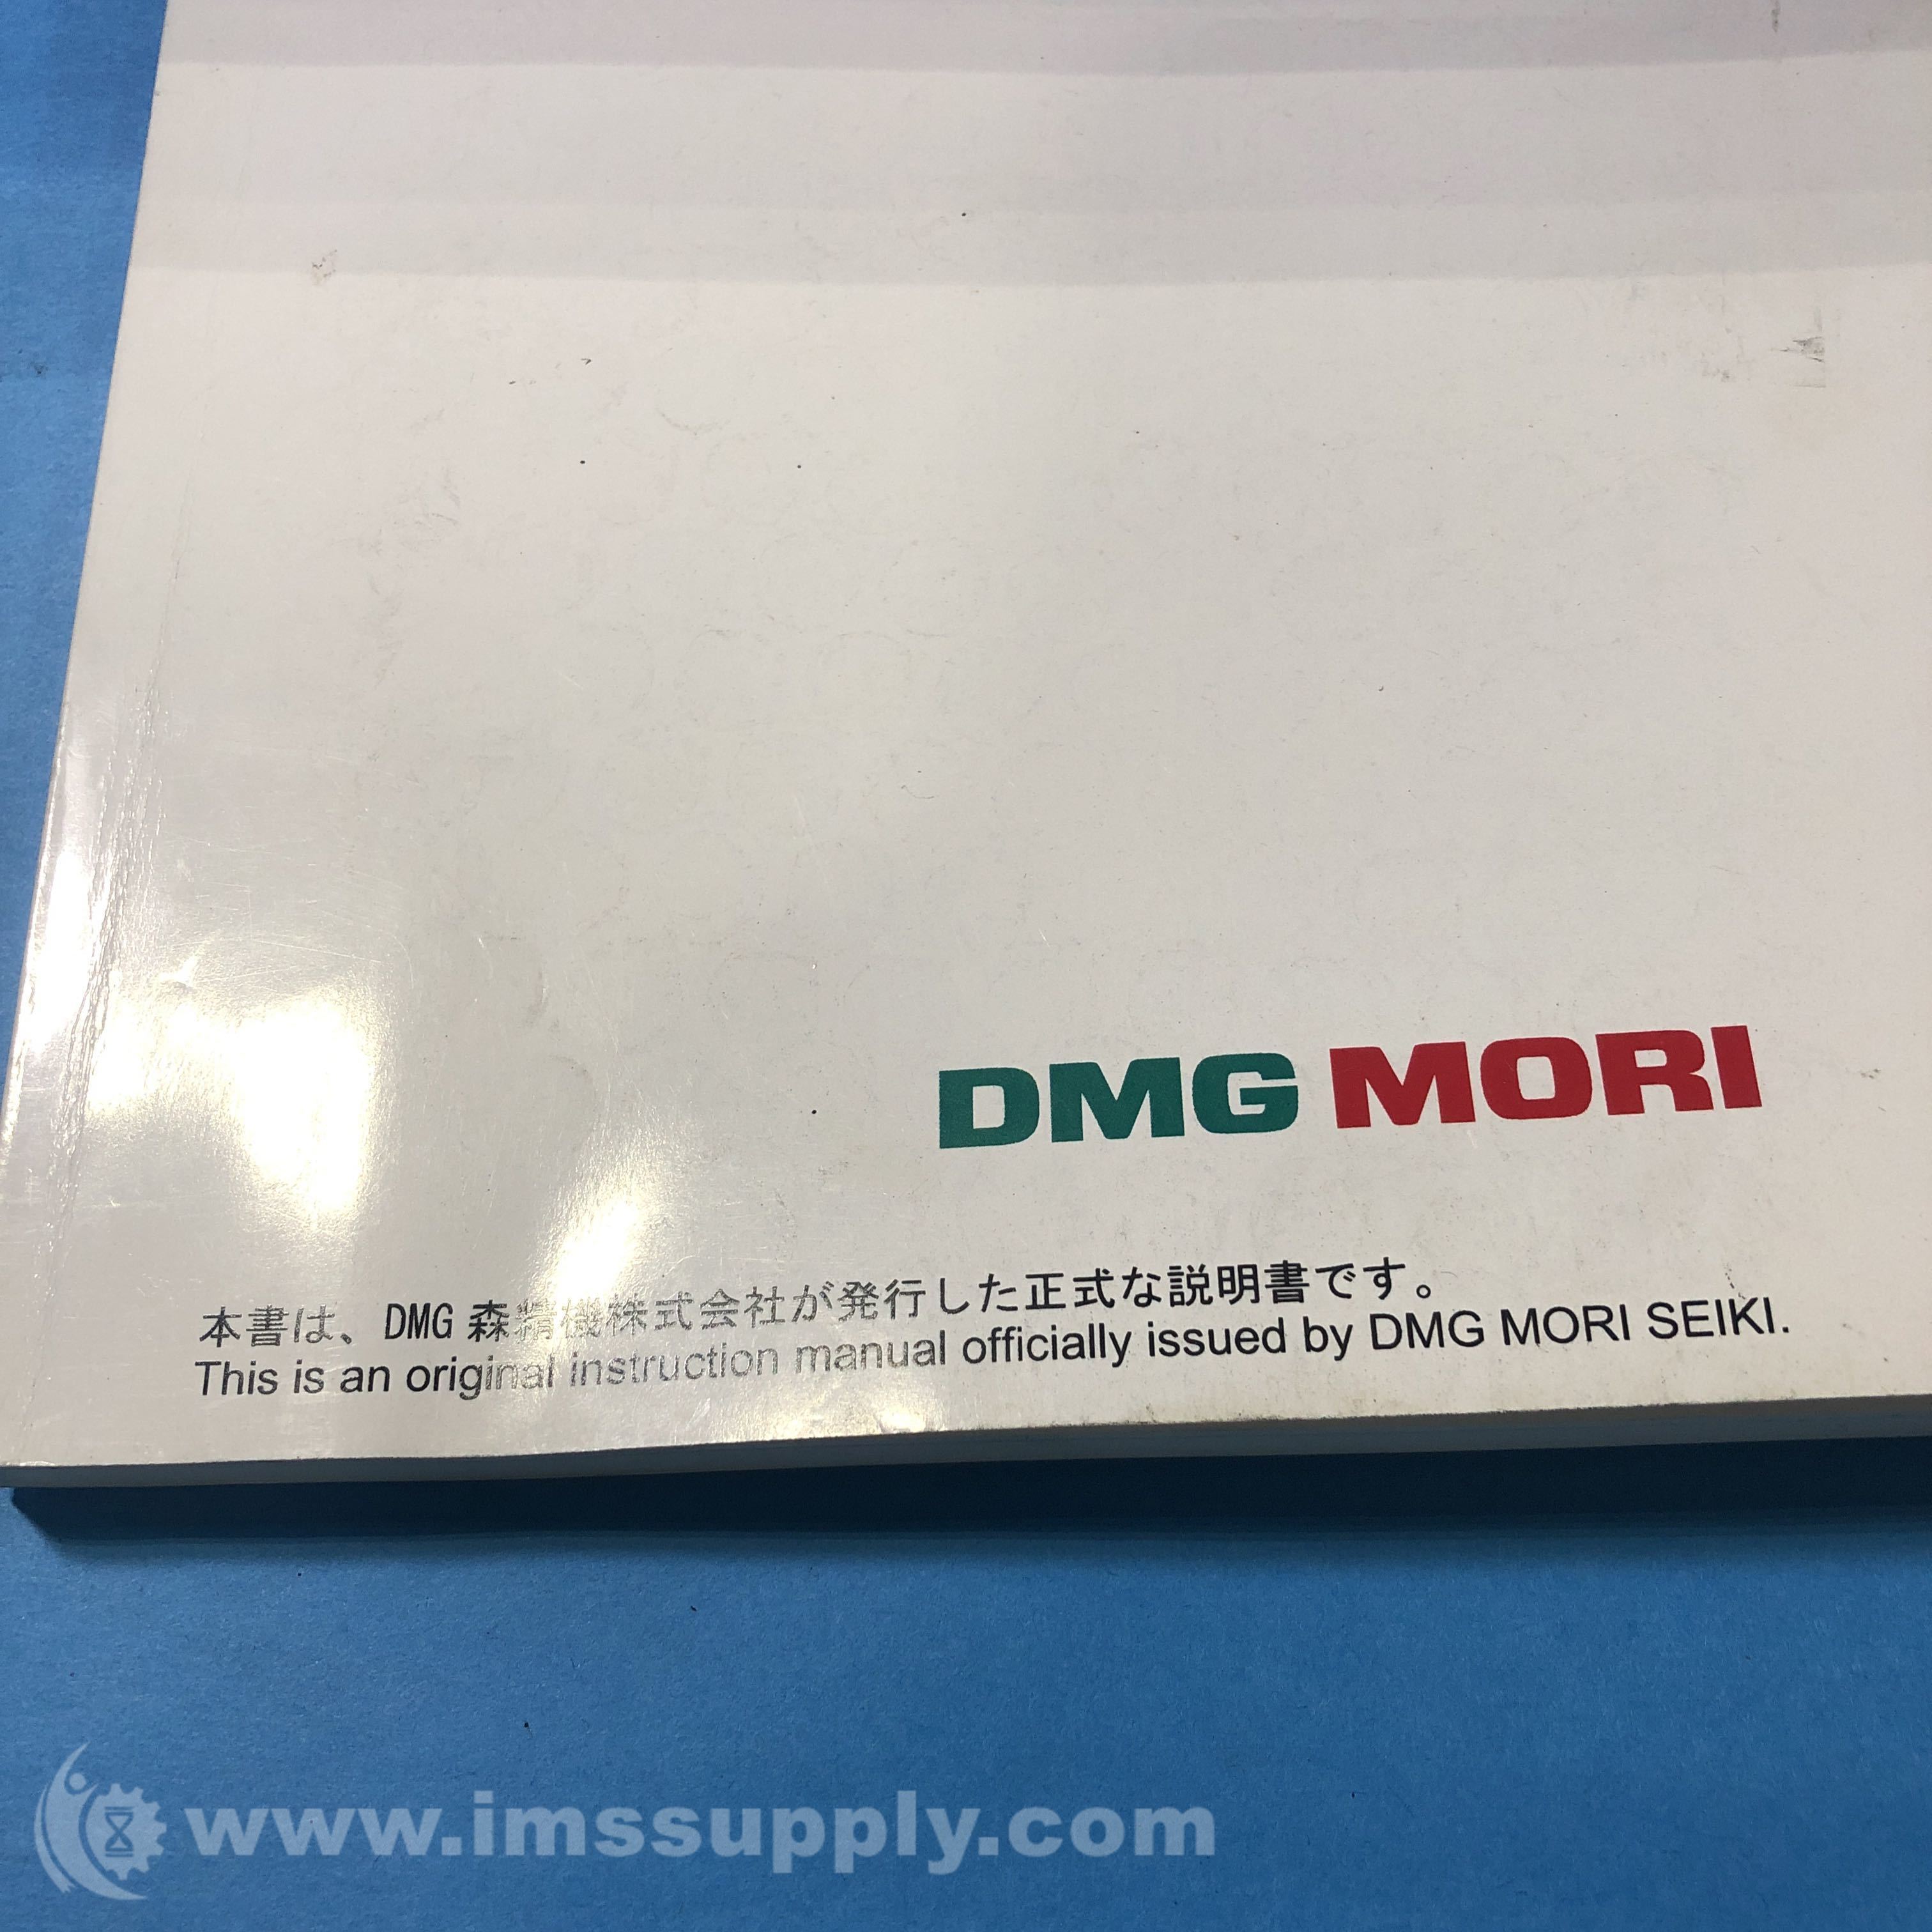 DMG MORI
本書は、DMG 森精機株式会社が発行した正式な説明書です。
This is an original instruction manual officially issued by DMG MORI SEIKI.
www.imssupply.com